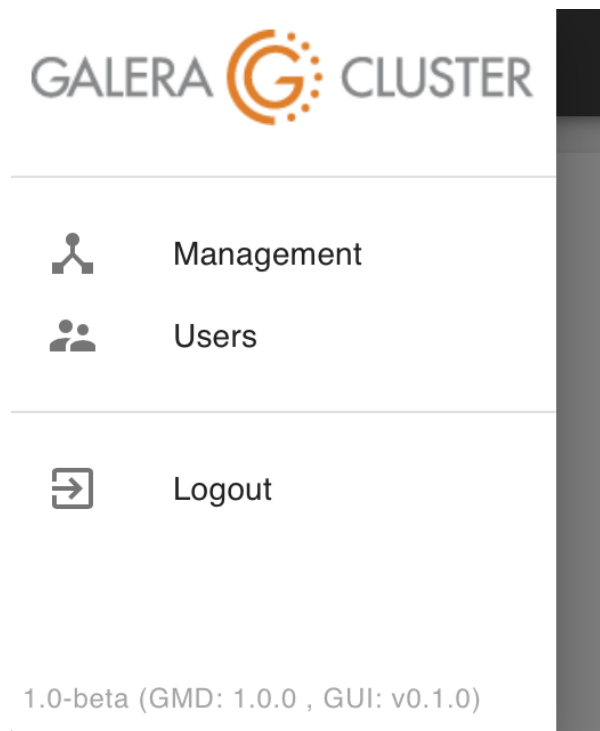 GALERA G CLUSTER
Management
Users
Logout
1.0-beta (GMD: 1.0.0 , GUI: v0.1.0)